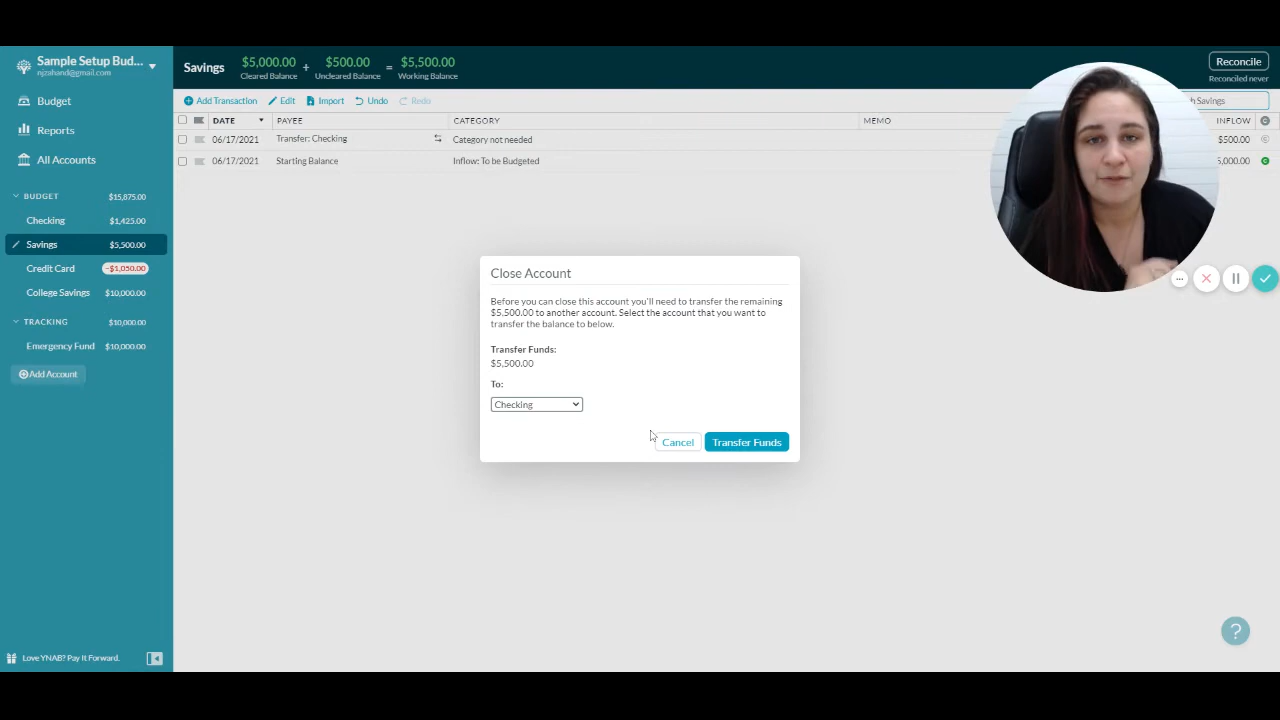 Sample Setup Bud...
njzahand@gmail.com
Budget
Reports
All Accounts
BUDGET $15,875.00
Checking $1,425.00
Savings $5,500.00
Credit Card -$1,050.00
College Savings $10,000.00
TRACKING $10,000.00
Emergency Fund $10,000.00
Add Account
Love YNAB? Pay It Forward.
Savings
$5,000.00 + $500.00 = $5,500.00
Cleared Balance Uncleared Balance Working Balance
Reconcile
Reconciled never
Add Transaction Edit Import Undo Redo
Savings
DATE PAYEE CATEGORY MEMO INFLOW
06/17/2021 Transfer: Checking Category not needed $500.00
06/17/2021 Starting Balance Inflow: To be Budgeted ,000.00
Close Account
Before you can close this account you'll need to transfer the remaining
$5,500.00 to another account. Select the account that you want to
transfer the balance to below.
Transfer Funds:
$5,500.00
To:
Checking
Cancel Transfer Funds
?